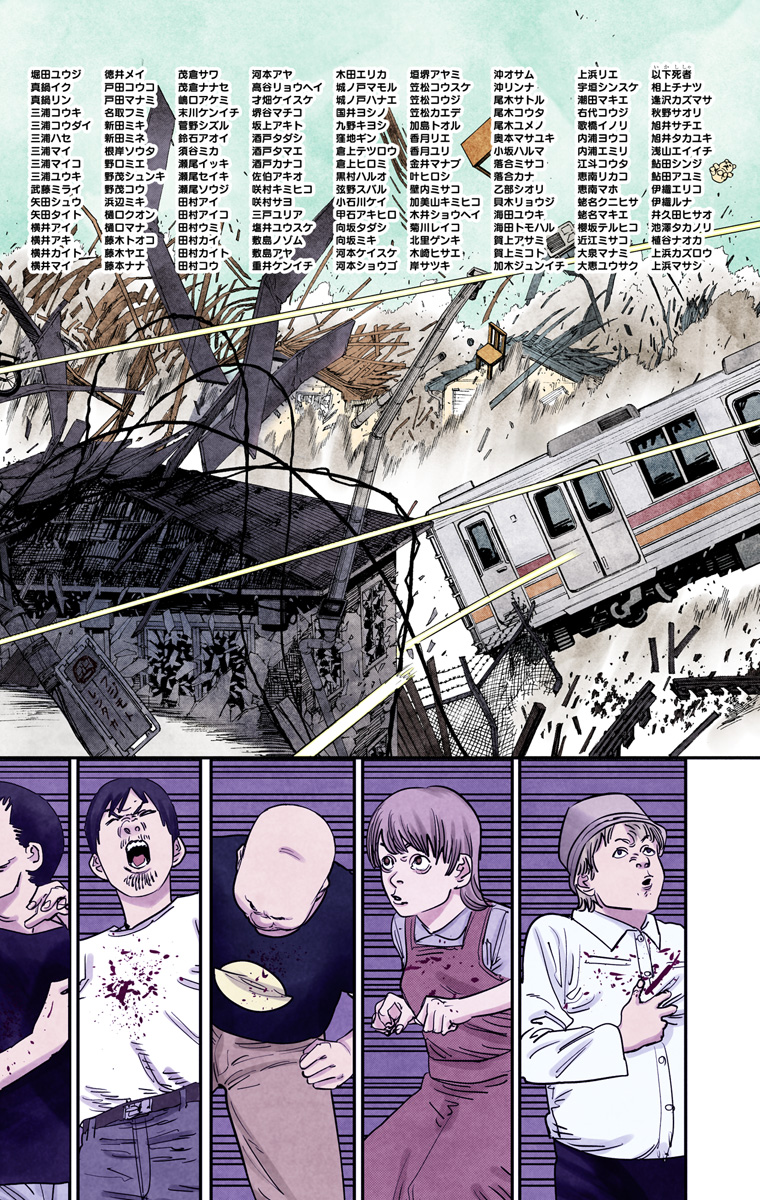 いかししゃ
以下死者
相上チナツ
逢沢カズマサ
秋野サオリ
旭井サチエ
旭井タカユキ
浅山エイイチ
鮎田シンジ
鮎田アユミ
伊織エリコ
伊織ルナ
井久田ヒサオ
池澤タカノリ
植谷ナオカ
上浜カズロウ
上浜マサシ
上浜リエ
宇垣シンスケ
潮田マキエ
右代コウジ
歌橋イノリ
内浦ヨウコ
内浦エミリ
江斗コウタ
恵南リカコ
恵南マホ
蛯名クニヒサ
蛯名マキエ
櫻坂テルヒコ
近江ミサコ
大泉マナミ
大恵ユウサク
沖オサム
沖リンナ
尾木サトル
尾木コウタ
尾木ユメノ
奥本マサユキ
小坂ハルマ
落合ミサコ
落合カナ
乙部シオリ
貝木リョウジ
海田ユウキ
海田トモハル
賀上アサミ
賀上ミコト
加木ジュンイチ
垣堺アヤミ
笠松コウスケ
笠松コウジ
笠松カエデ
加島トオル
香月リエ
香月ユリ
金井マナブ
叶ヒロシ
壁内ミサコ
加美山キミヒコ
木井ショウヘイ
菊川レイコ
北里ゲンキ
木崎ヒサエ
岸サツキ
木田エリカ
城ノ戸マモル
城ノ戸ハナエ
国井ヨシノ
九野キヨシ
窪地ギン
倉上テツロウ
倉上ヒロミ
黒村ハルオ
弦野スバル
小石川ケイ
甲石アキヒロ
向坂タダシ
向坂ミキ
河本ケイスケ
河本ショウゴ
河本アヤ
高谷リョウヘイ
才畑ケイスケ
堺谷マチコ
坂上アキト
酒戸タダシ
酒戸タマエ
酒戸カナコ
佐伯アキオ
咲村キミヒコ
咲村サヨ
三戸ユリア
塩井ユウスケ
敷島ノゾム
敷島アヤ
重井ケンイチ
茂倉サワ
茂倉ナナセ
嶋口アケミ
末川ケンイチ
菅野シズル
鈴石アオイ
須谷ミカ
瀬尾イッキ
瀬尾セイキ
瀬尾ソウジ
田村アイ
田村アイコ
田村ウミ
田村カイ
田村カイト
田村コウ
徳井メイ
戸田コウコ
戸田マナミ
名取フミ
新田ミキ
新田ミネ
根岸ソウタ
野口ミエ
野茂シュンキ
野茂コウ
浜辺ミキ
樋口クオン
樋口マナ
藤木トオコ
藤木ヤエ
藤本ナナ
堀田ユウジ
真鍋イク
真鍋リン
三浦コウキ
三浦コウダイ
三浦ハセ
三浦マイ
三浦マイコ
三浦ユウキ
武藤ミライ
矢田シュウ
矢田タイト
横井アイ
横井アキ
横井カイト
横井マイ
レンタカー